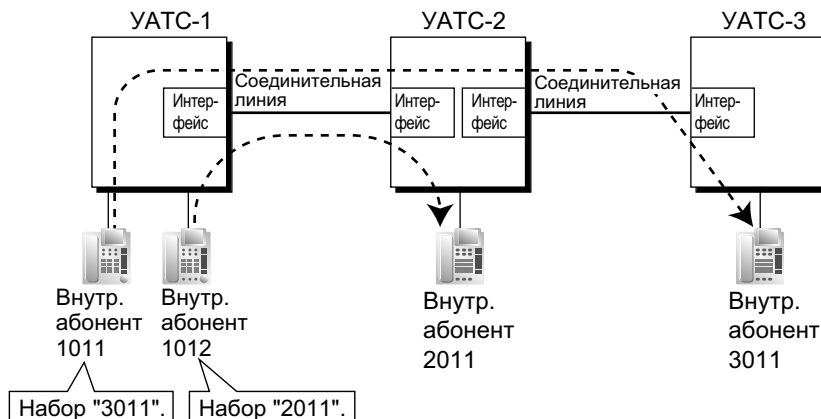 УАТС-1
УАТС-2
УАТС-3
Соединительная
линия
Соединительная
линия
Интер-
фейс
Интер-
фейс
Интер-
фейс
Интер-
фейс
Внутр.
абонент
1011
Внутр.
абонент
1012
Внутр.
абонент
2011
Внутр.
абонент
3011
Набор "3011".
Набор "2011".